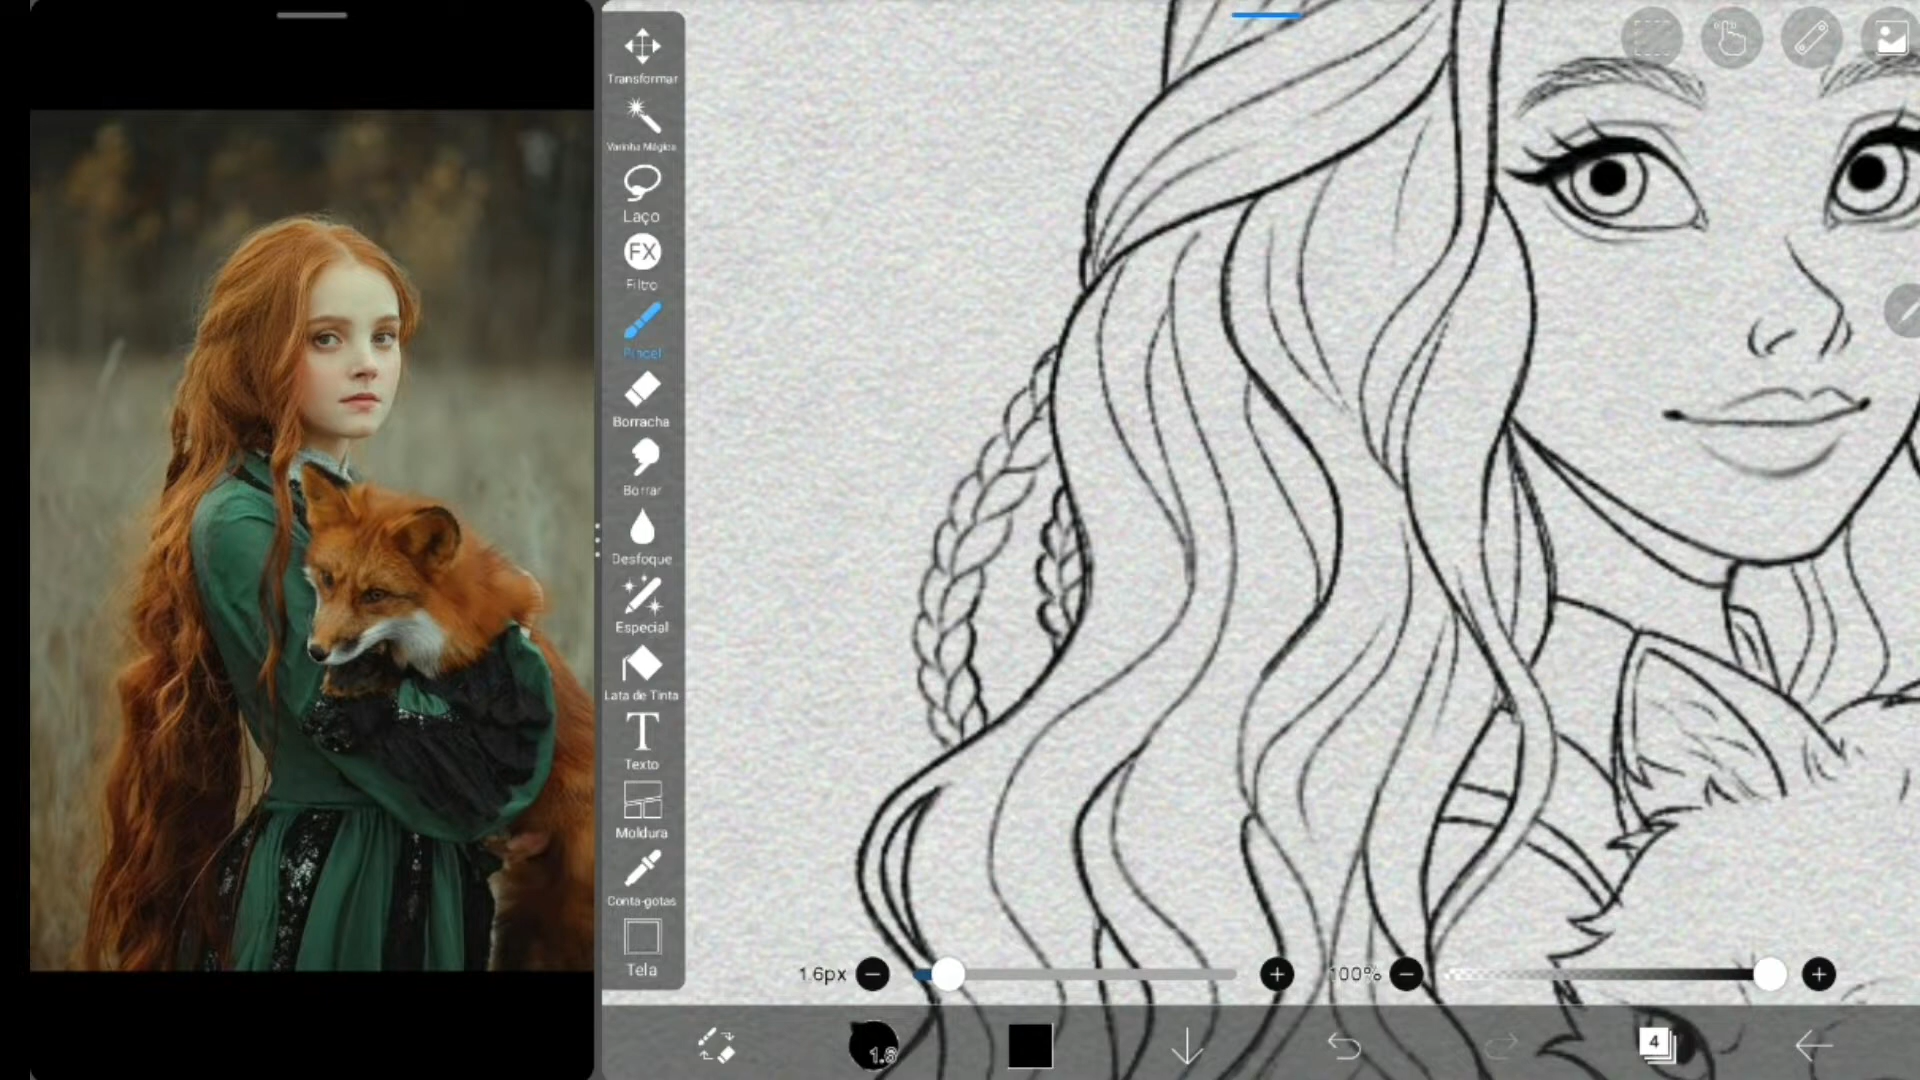 Transformar
Varinha Mágica
Laço
FX
Filtro
Pincel
Borracha
Borrar
Desfoque
Especial
Lata de Tinta
T
Texto
Moldura
Conta-gotas
Tela
1.6px
100%
1.6
4